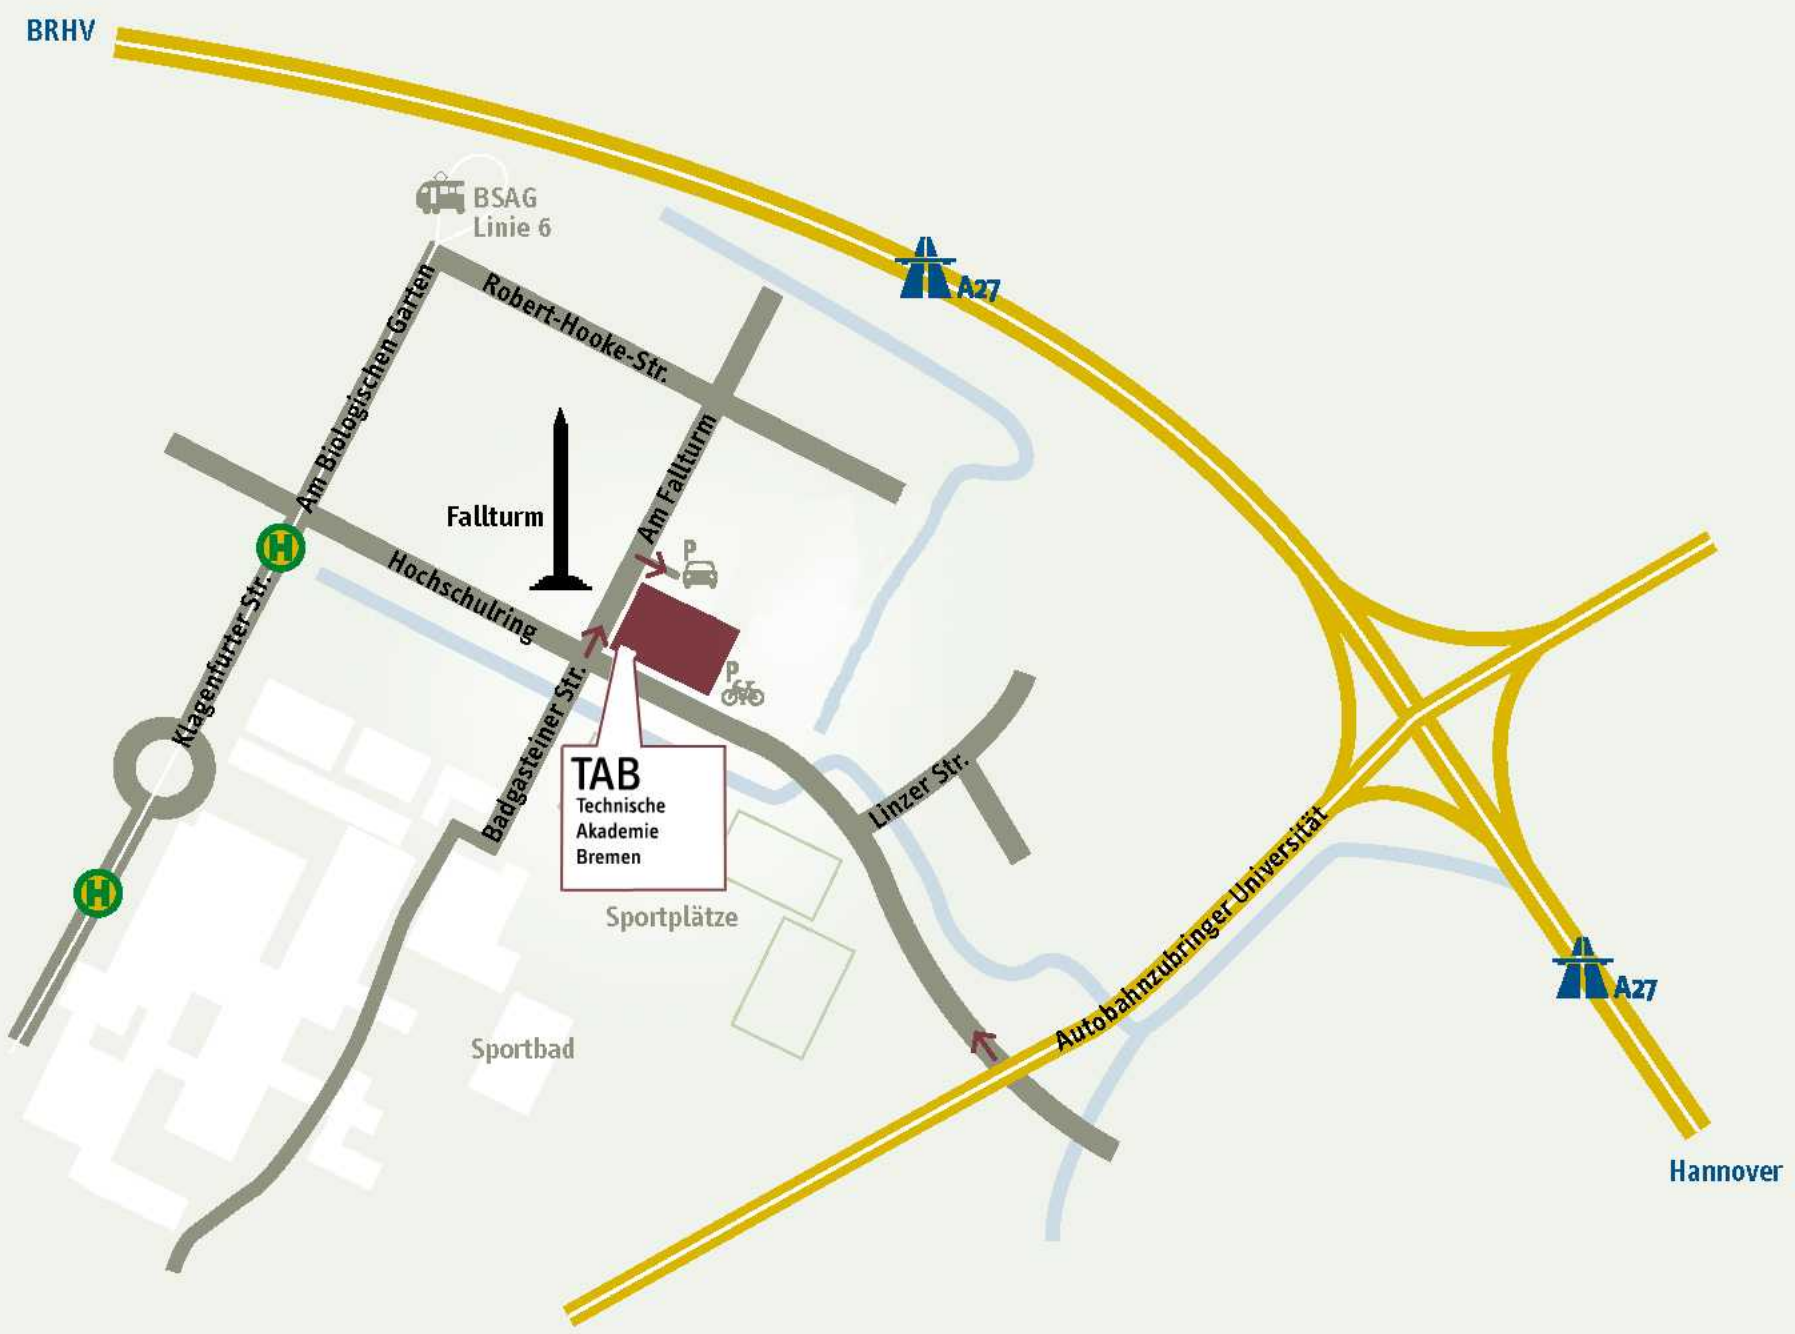 BRHV
BSAG
Linie 6
A27
Robert-Hooke-Str.
Am Biologischen Garten
Am Fallturm
Fallturm
H
P
Hochschulring
Klagenfurter Str.
P
Badgasteiner Str.
TAB
Technische
Akademie
Bremen
Linzer Str.
H
Sportplätze
Autobahnzubringer Universität
A27
Sportbad
Hannover